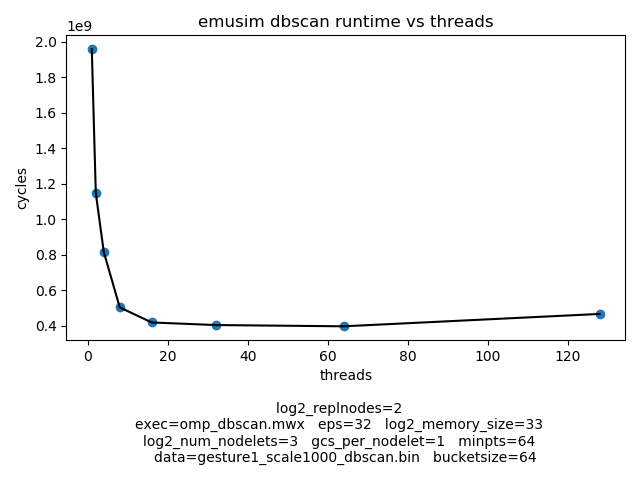 emusim dbscan runtime vs threads
1e9
2.0
1.8
1.6
1.4
1.2
1.0
0.8
0.6
0.4
cycles
0 20 40 60 80 100 120
threads
log2_replnodes=2
exec=omp_dbscan.mwx eps=32 log2_memory_size=33
log2_num_nodelets=3 gcs_per_nodelet=1 minpts=64
data=gesture1_scale1000_dbscan.bin bucketsize=64